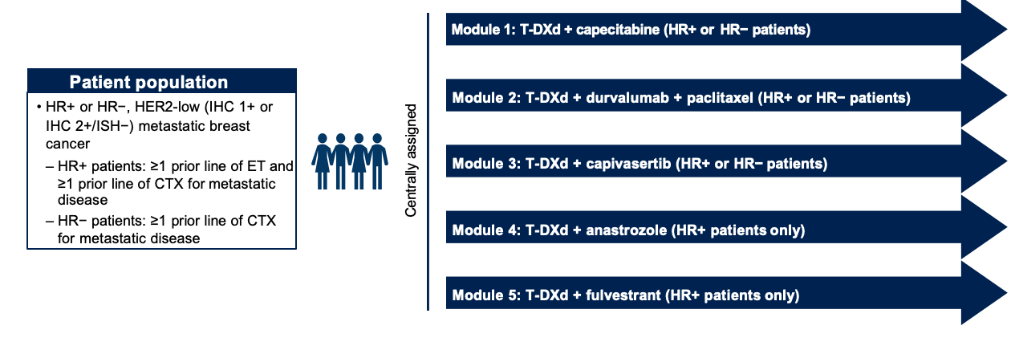 Patient population
• HR+ or HR−, HER2-low (IHC 1+ or
IHC 2+/ISH−) metastatic breast
cancer
– HR+ patients: ≥1 prior line of ET and
≥1 prior line of CTX for metastatic
disease
– HR− patients: ≥1 prior line of CTX
for metastatic disease
Centrally assigned
Module 1: T-DXd + capecitabine (HR+ or HR− patients)
Module 2: T-DXd + durvalumab + paclitaxel (HR+ or HR− patients)
Module 3: T-DXd + capivasertib (HR+ or HR− patients)
Module 4: T-DXd + anastrozole (HR+ patients only)
Module 5: T-DXd + fulvestrant (HR+ patients only)